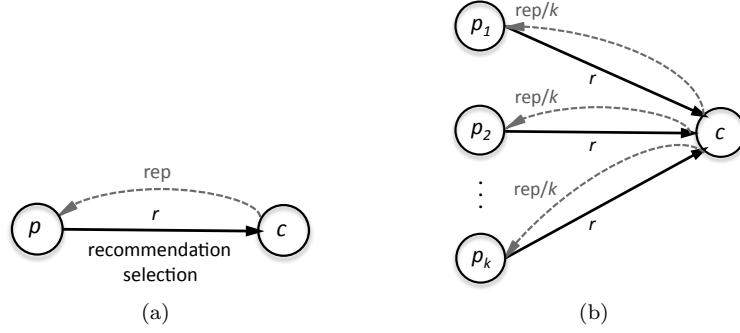 rep
p
r
c
recommendation
selection
(a)
rep/k
p1
r
rep/k
p2
r
c
rep/k
r
pk
(b)